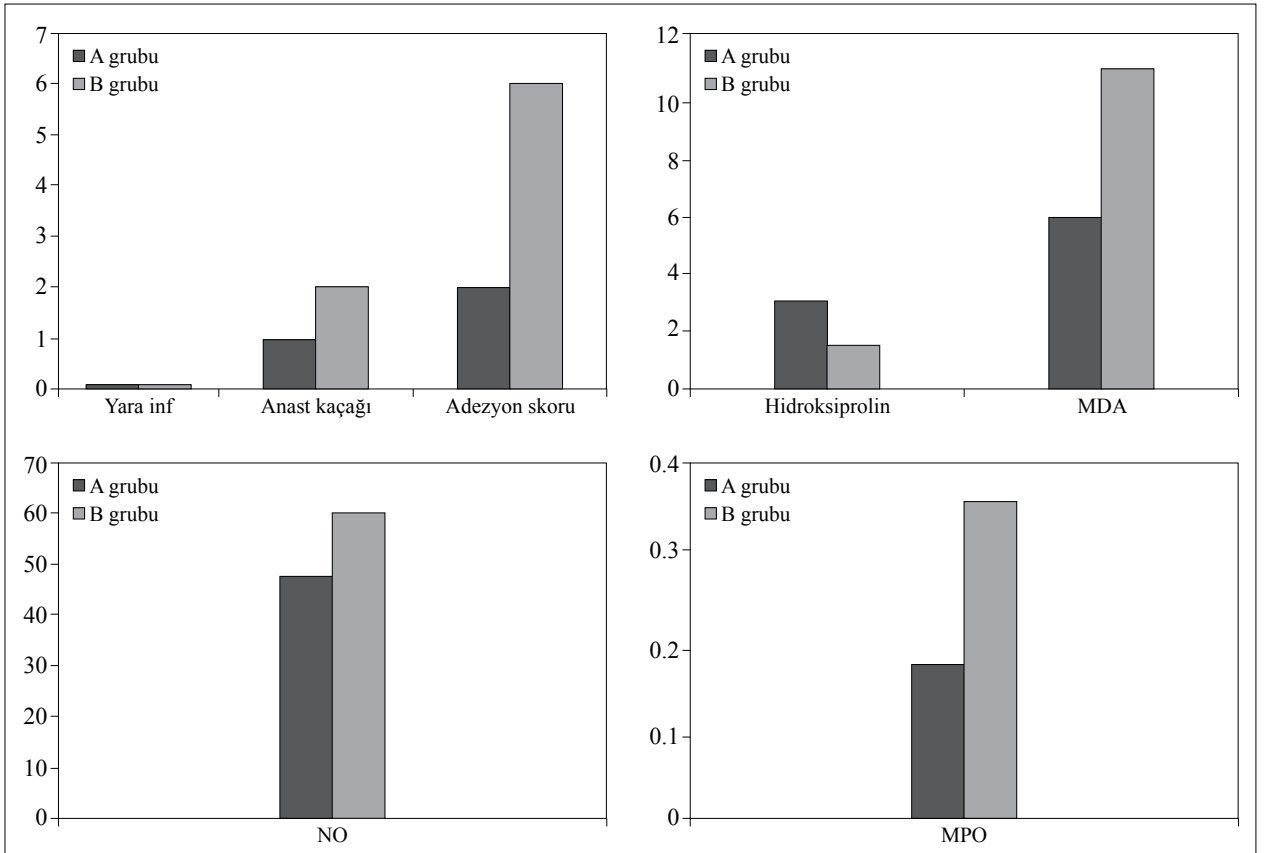 7
6
5
4
3
2
1
0
A grubu
B grubu
Yara inf Anast kaçağı Adezyon skoru
12
10
8
6
4
2
0
A grubu
B grubu
Hidroksiprolin MDA
70
60
50
40
30
20
10
0
A grubu
B grubu
NO
0.4
0.3
0.2
0.1
0
A grubu
B grubu
MPO